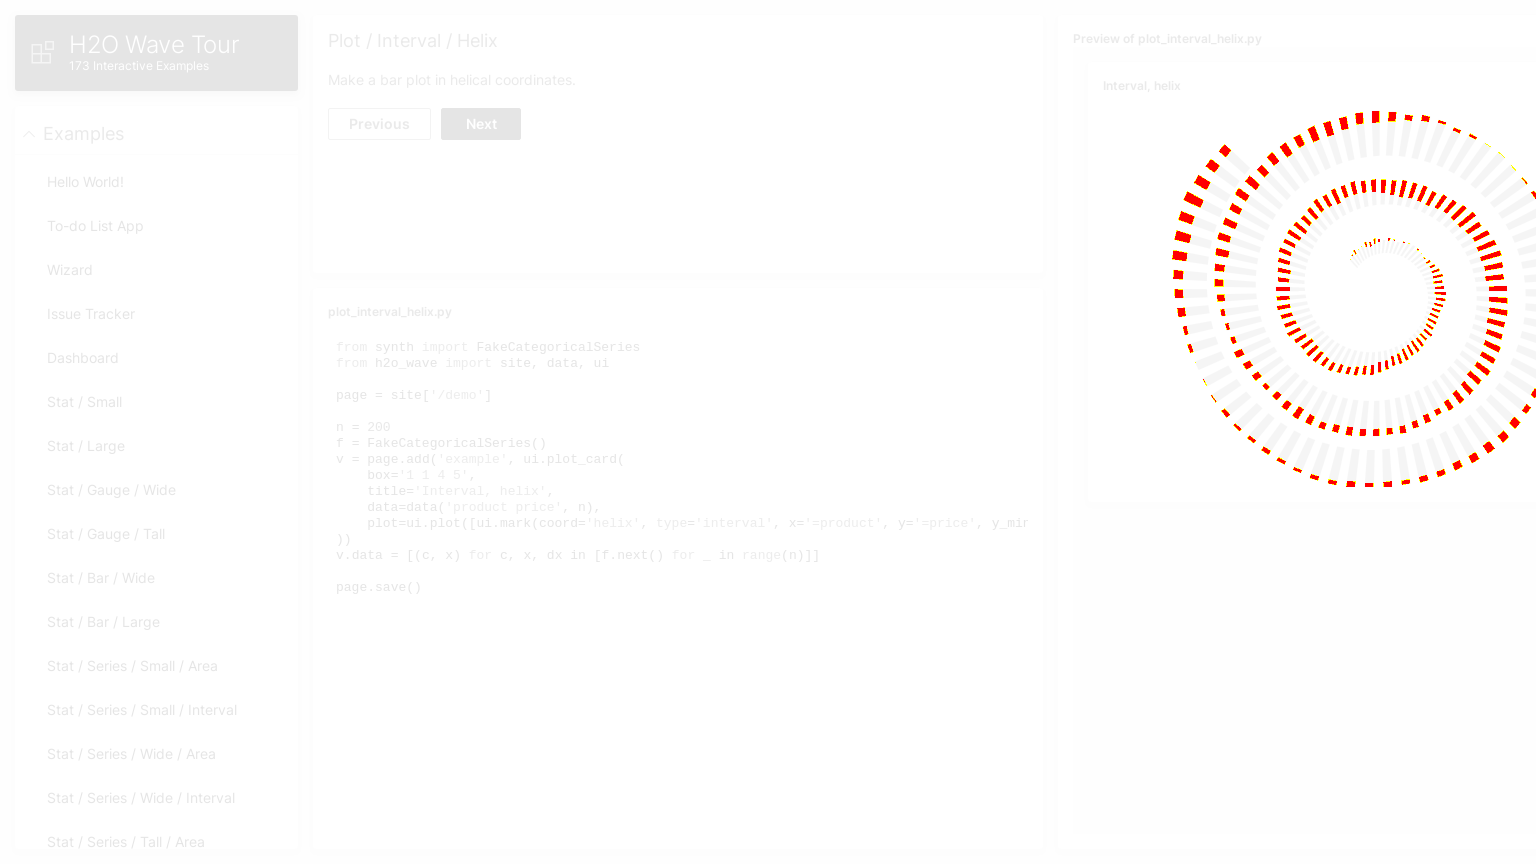 H2O Wave Tour
173 Interactive Examples
Examples
Hello World!
To-do List App
Wizard
Issue Tracker
Dashboard
Stat / Small
Stat / Large
Stat / Gauge / Wide
Stat / Gauge / Tall
Stat / Bar / Wide
Stat / Bar / Large
Stat / Series / Small / Area
Stat / Series / Small / Interval
Stat / Series / Wide / Area
Stat / Series / Wide / Interval
Stat / Series / Tall / Area
Plot / Interval / Helix
Make a bar plot in helical coordinates.
Previous Next
plot_interval_helix.py
from synth import FakeCategoricalSeries
from h2o_wave import site, data, ui
page = site['/demo']
n = 200
f = FakeCategoricalSeries()
v = page.add('example', ui.plot_card(
    box='1 1 4 5',
    title='Interval, helix',
    data=data('product price', n),
    plot=ui.plot([ui.mark(coord='helix', type='interval', x='=product', y='=price', y_min
))
v.data = [(c, x) for c, x, dx in [f.next() for _ in range(n)]]
page.save()
Preview of plot_interval_helix.py
Interval, helix